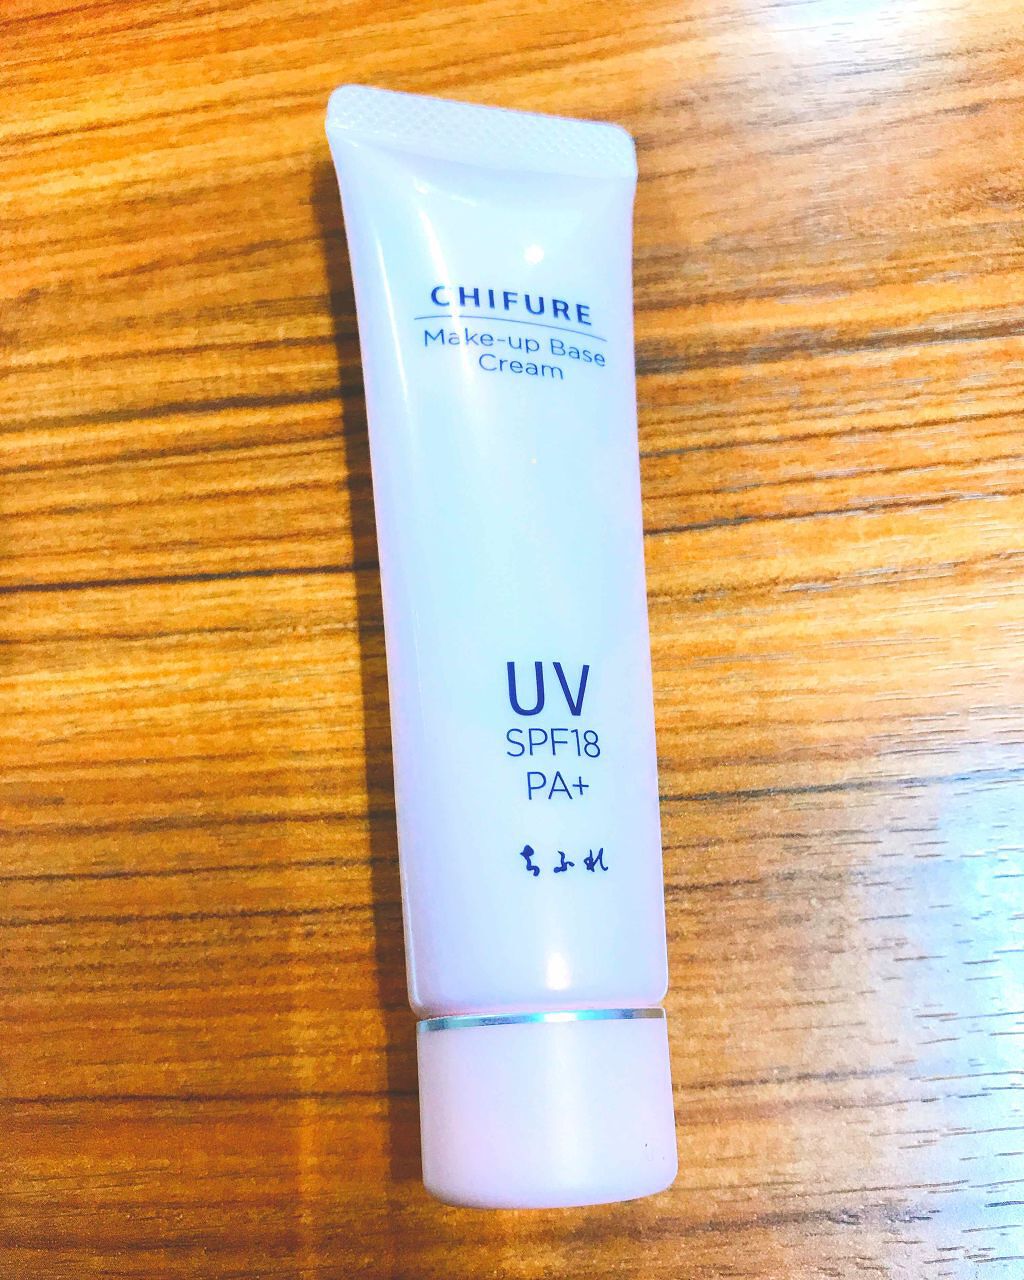 CHIFURE
Make-up Base
Cream
UV
SPF18
PA+
ちふれ